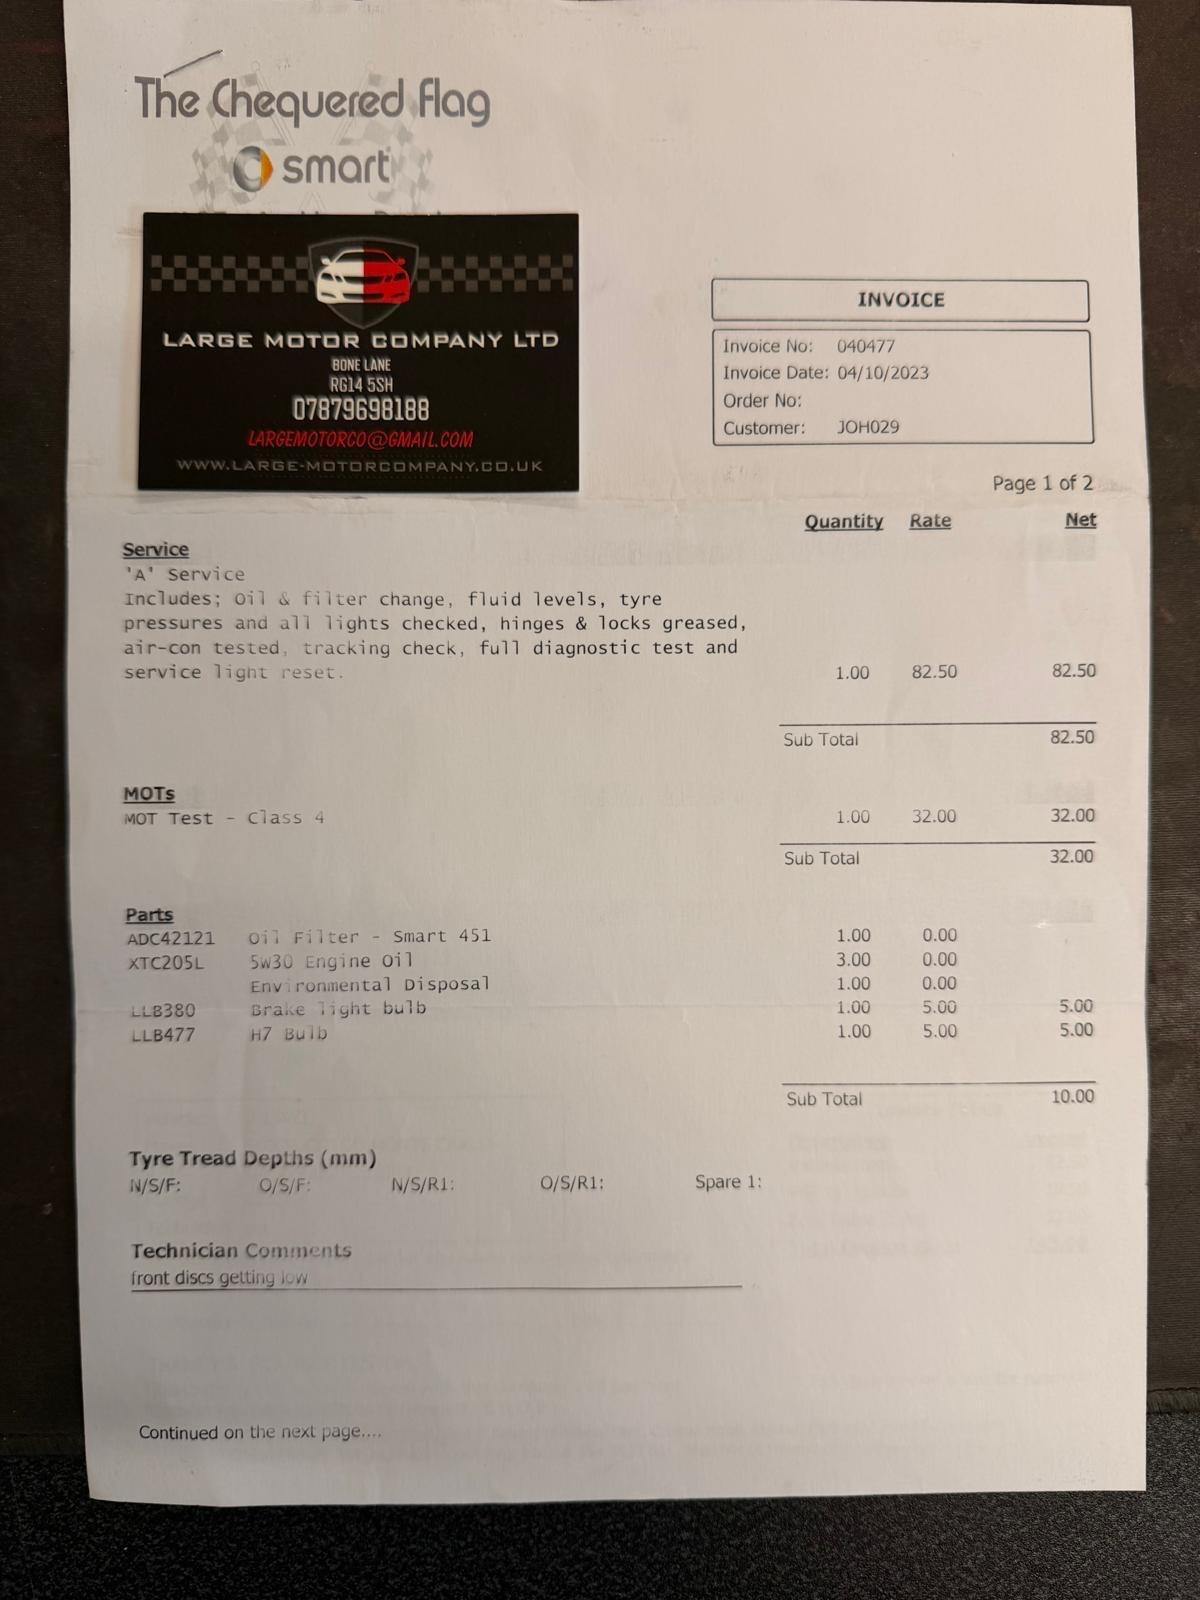 The Chequered Flag
smart
LARGE MOTOR COMPANY LTD
BONE LANE
RG14 5SH
07879698188
LARGEMOTORCO@GMAIL.COM
WWW.LARGE-MOTORCOMPANY.CO.UK
INVOICE
Invoice No: 040477
Invoice Date: 04/10/2023
Order No:
Customer: JOH029
Page 1 of 2
Quantity Rate Net
Service
'A' Service
Includes; Oil & filter change, fluid levels, tyre
pressures and all lights checked, hinges & locks greased,
air-con tested, tracking check, full diagnostic test and
service light reset. 1.00 82.50 82.50
Sub Total 82.50
MOTs
MOT Test - Class 4 1.00 32.00 32.00
Sub Total 32.00
Parts
ADC42121 Oil Filter - Smart 451 1.00 0.00
XTC205L 5w30 Engine Oil 3.00 0.00
Environmental Disposal 1.00 0.00
LLB380 Brake light bulb 1.00 5.00 5.00
LLB477 H7 Bulb 1.00 5.00 5.00
Sub Total 10.00
Tyre Tread Depths (mm)
N/S/F: O/S/F: N/S/R1: O/S/R1: Spare 1:
Technician Comments
front discs getting low
Continued on the next page....